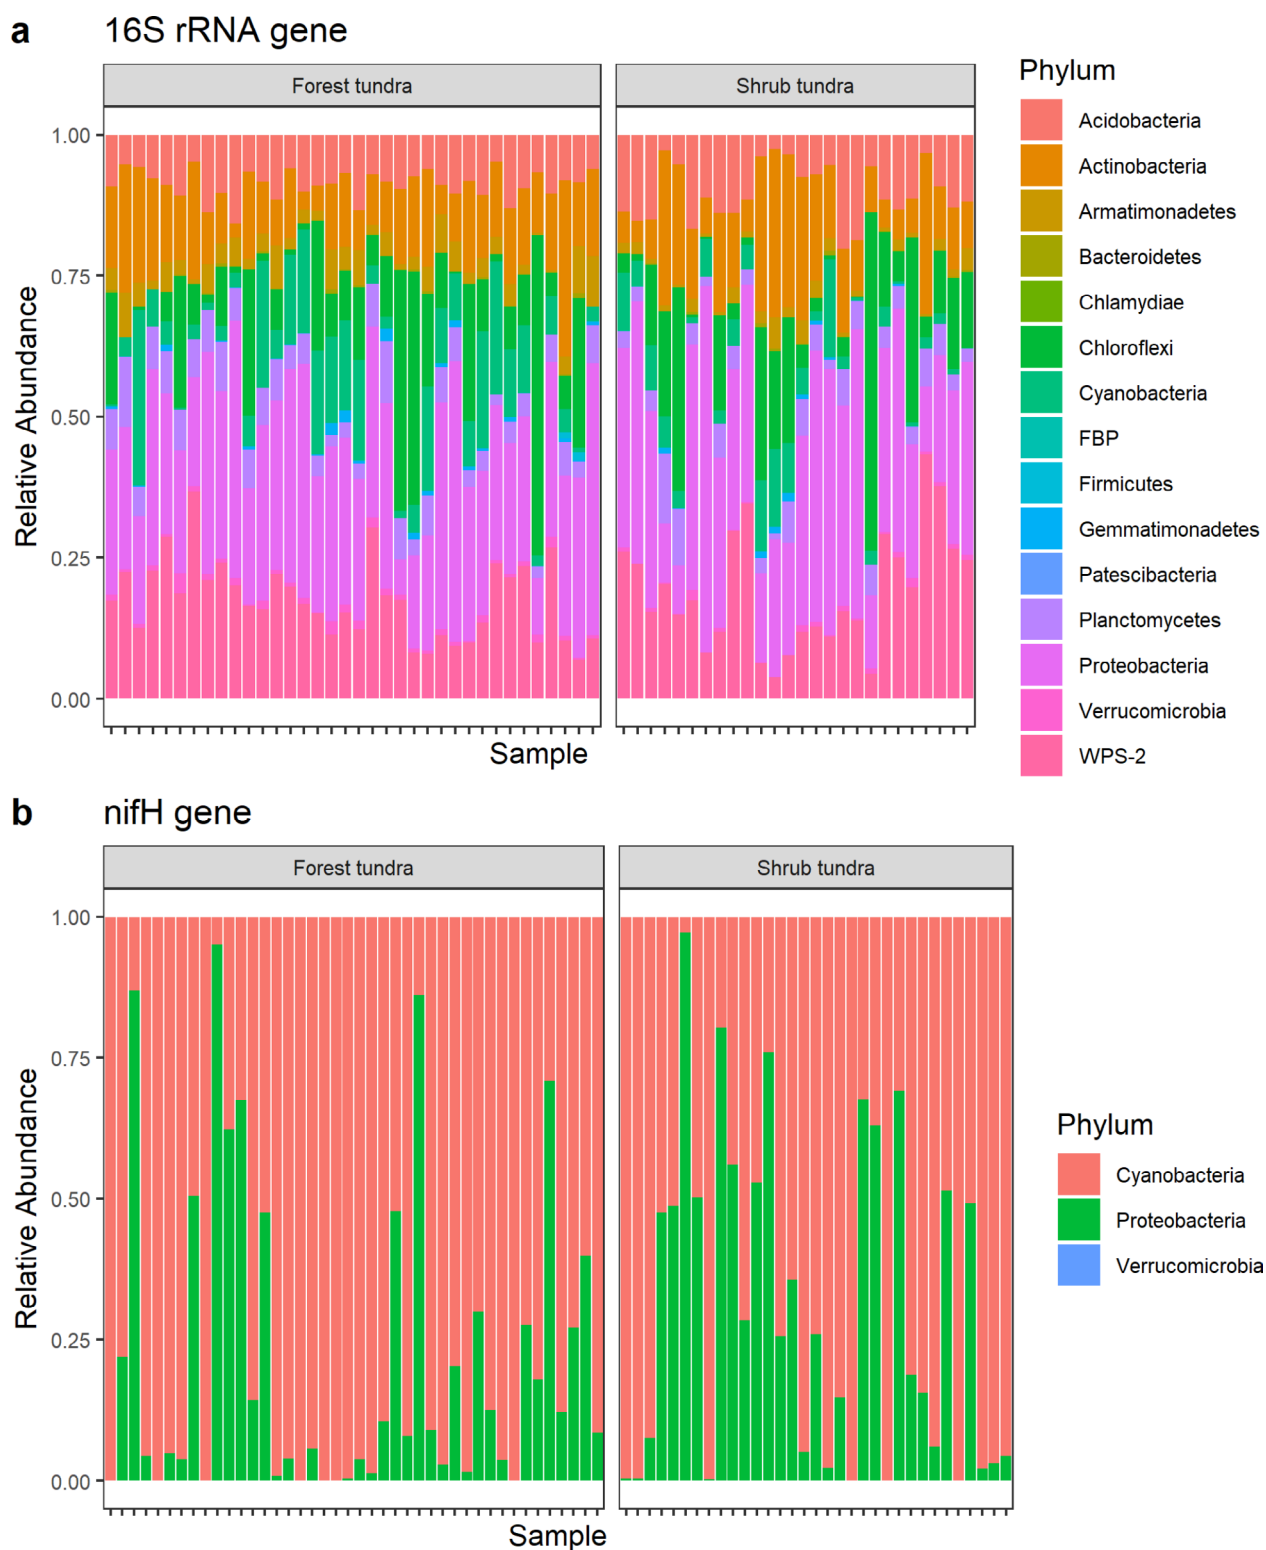 a
16S rRNA gene
Forest tundra
Shrub tundra
1.00
0.75
0.50
0.25
0.00
Relative Abundance
Sample
Phylum
Acidobacteria
Actinobacteria
Armatimonadetes
Bacteroidetes
Chlamydiae
Chloroflexi
Cyanobacteria
FBP
Firmicutes
Gemmatimonadetes
Patescibacteria
Planctomycetes
Proteobacteria
Verrucomicrobia
WPS-2
b
nifH gene
Forest tundra
Shrub tundra
1.00
0.75
0.50
0.25
0.00
Relative Abundance
Sample
Phylum
Cyanobacteria
Proteobacteria
Verrucomicrobia